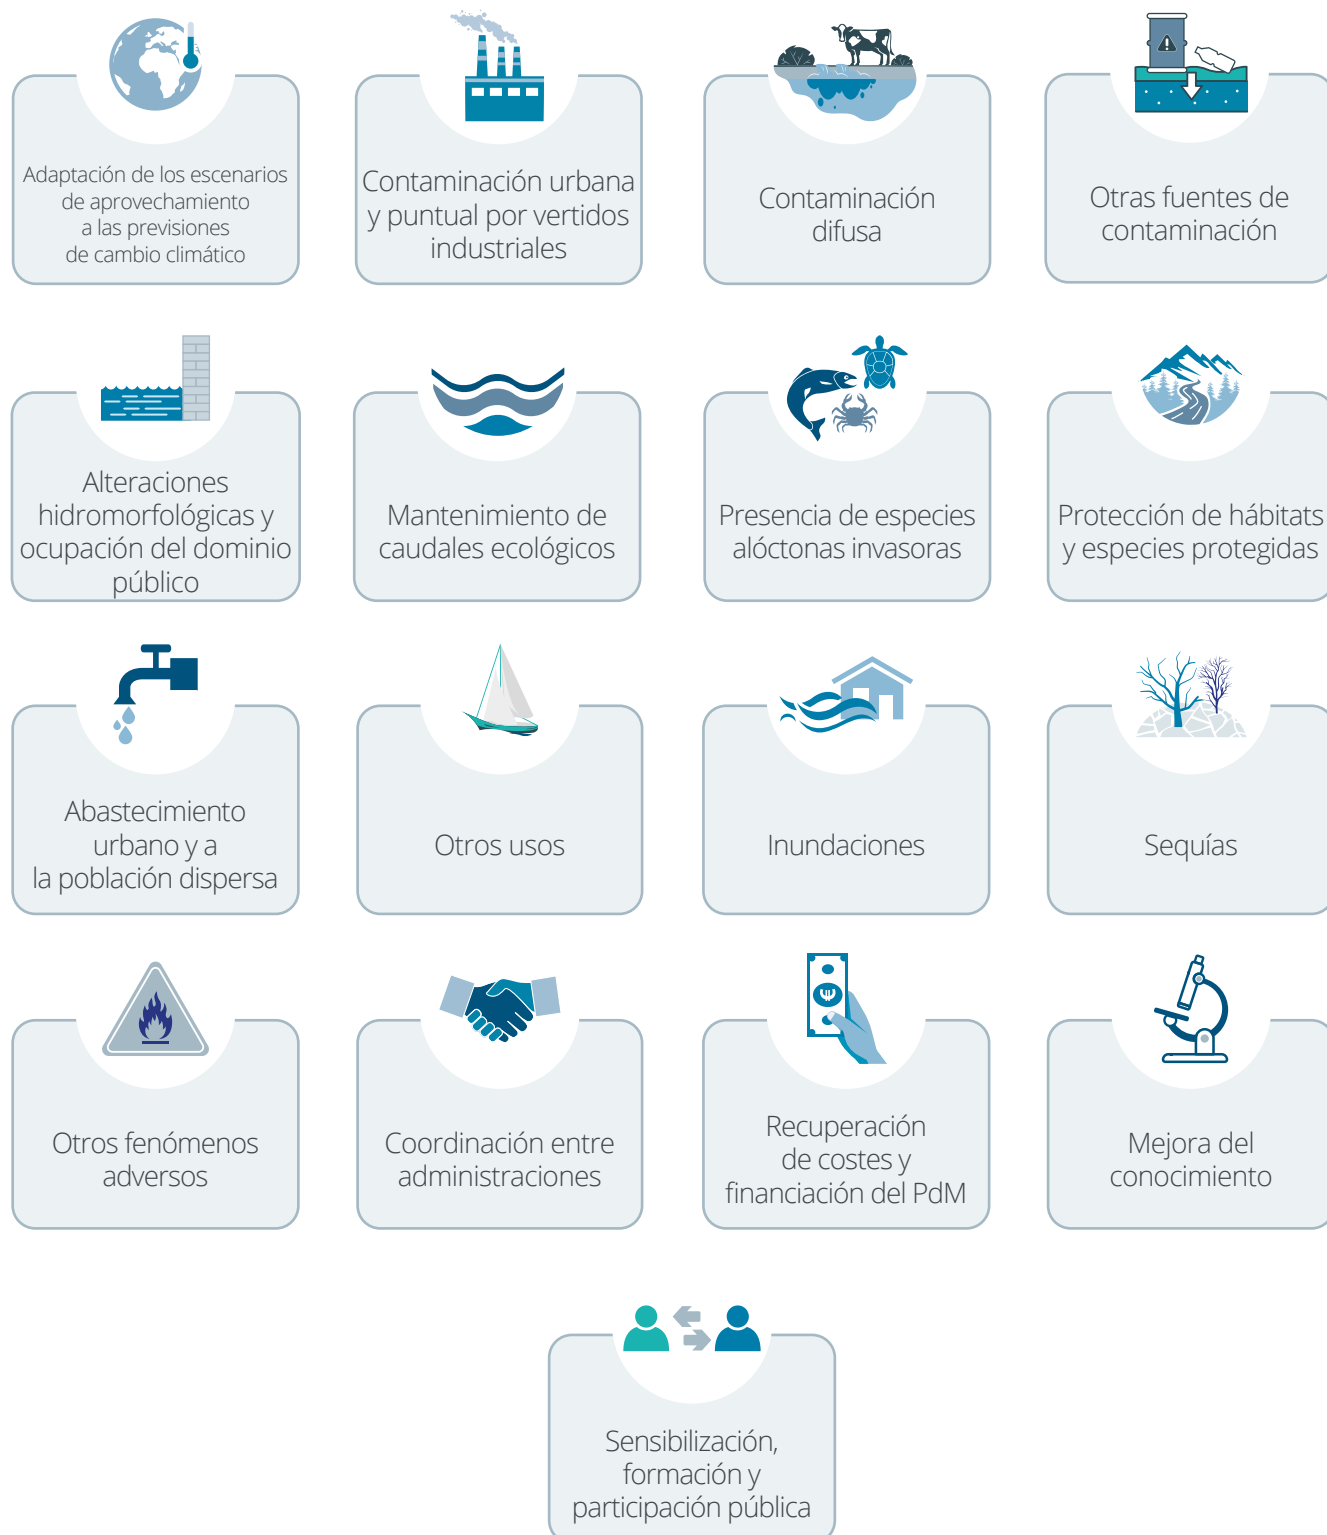 Adaptación de los escenarios
de aprovechamiento
a las previsiones
de cambio climático
Contaminación urbana
y puntual por vertidos
industriales
Contaminación
difusa
Otras fuentes de
contaminación
Alteraciones
hidromorfológicas y
ocupación del dominio
público
Mantenimiento de
caudales ecológicos
Presencia de especies
alóctonas invasoras
Protección de hábitats
y especies protegidas
Abastecimiento
urbano y a
la población dispersa
Otros usos
Inundaciones
Sequías
Otros fenómenos
adversos
Coordinación entre
administraciones
Recuperación
de costes y
financiación del PdM
Mejora del
conocimiento
Sensibilización,
formación y
participación pública